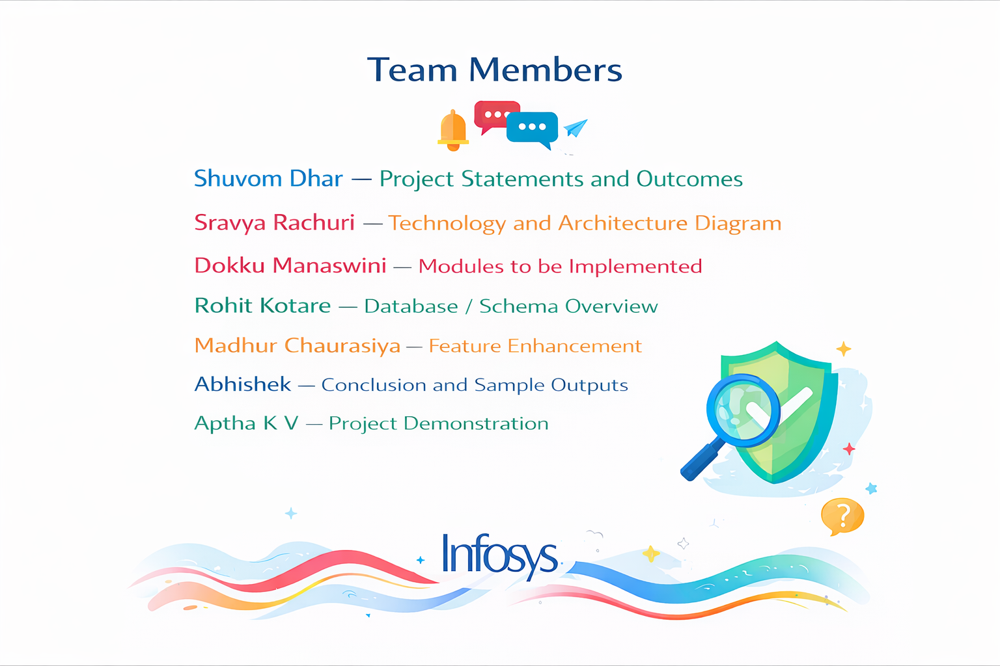 Team Members
Shuvom Dhar — Project Statements and Outcomes
Sravya Rachuri — Technology and Architecture Diagram
Dokku Manaswini — Modules to be Implemented
Rohit Kotare — Database / Schema Overview
Madhur Chaurasiya — Feature Enhancement
Abhishek — Conclusion and Sample Outputs
Aptha K V — Project Demonstration
?
Infosys